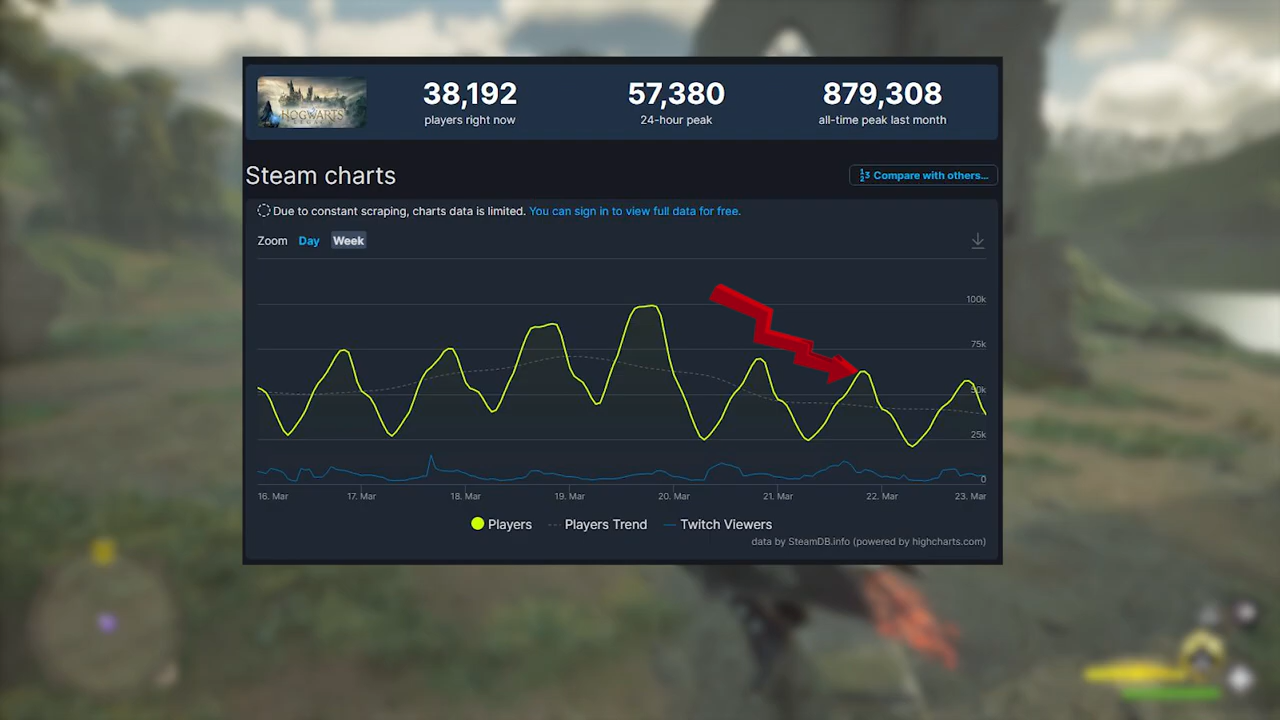 HOGWARTS
38,192
players right now
57,380
24-hour peak
879,308
all-time peak last month
Steam charts
Compare with others...
Due to constant scraping, charts data is limited. You can sign in to view full data for free.
Zoom Day Week
100k
75k
50k
25k
0
16. Mar 17. Mar 18. Mar 19. Mar 20. Mar 21. Mar 22. Mar 23. Mar
Players Players Trend Twitch Viewers
data by SteamDB.info (powered by highcharts.com)